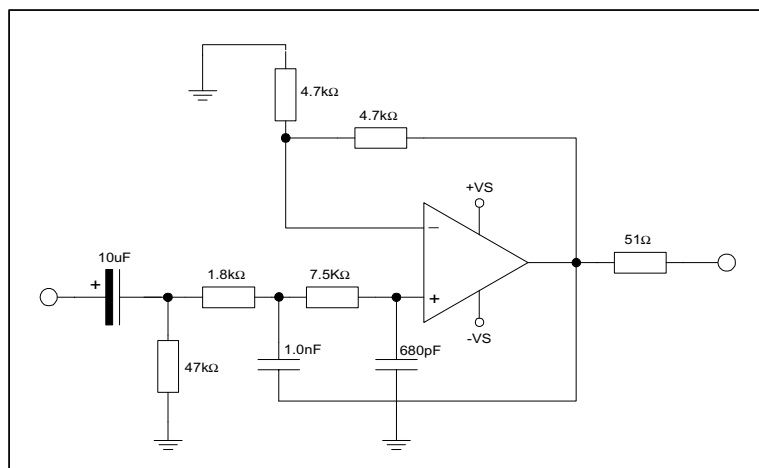 4.7kΩ
4.7kΩ
+VS
10uF
51Ω
1.8kΩ
7.5KΩ
+
−
+
-VS
47kΩ
1.0nF
680pF